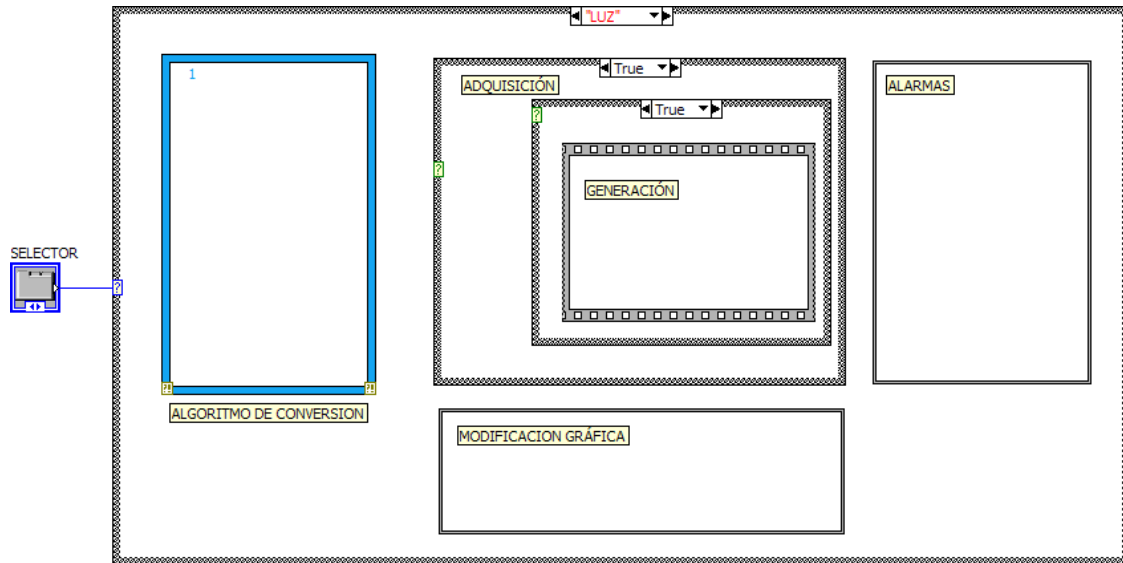 "LUZ"
1
True
ADQUISICIÓN
ALARMAS
True
?
?
GENERACIÓN
SELECTOR
?
ALGORITMO DE CONVERSION
MODIFICACION GRÁFICA